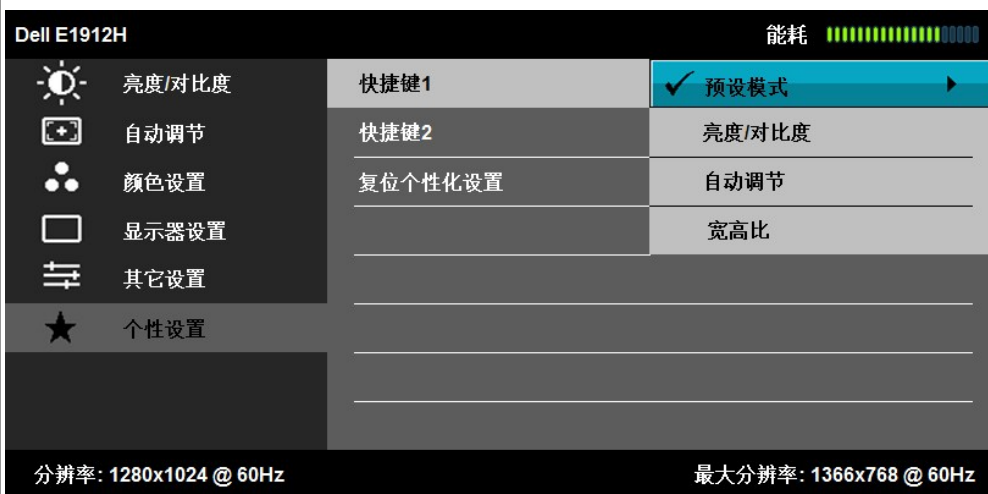 Dell E1912H 能耗
亮度/对比度 快捷键1 预设模式
自动调节 快捷键2 亮度/对比度
颜色设置 复位个性化设置 自动调节
显示器设置 宽高比
其它设置
个性设置
分辨率: 1280x1024 @ 60Hz 最大分辨率: 1366x768 @ 60Hz